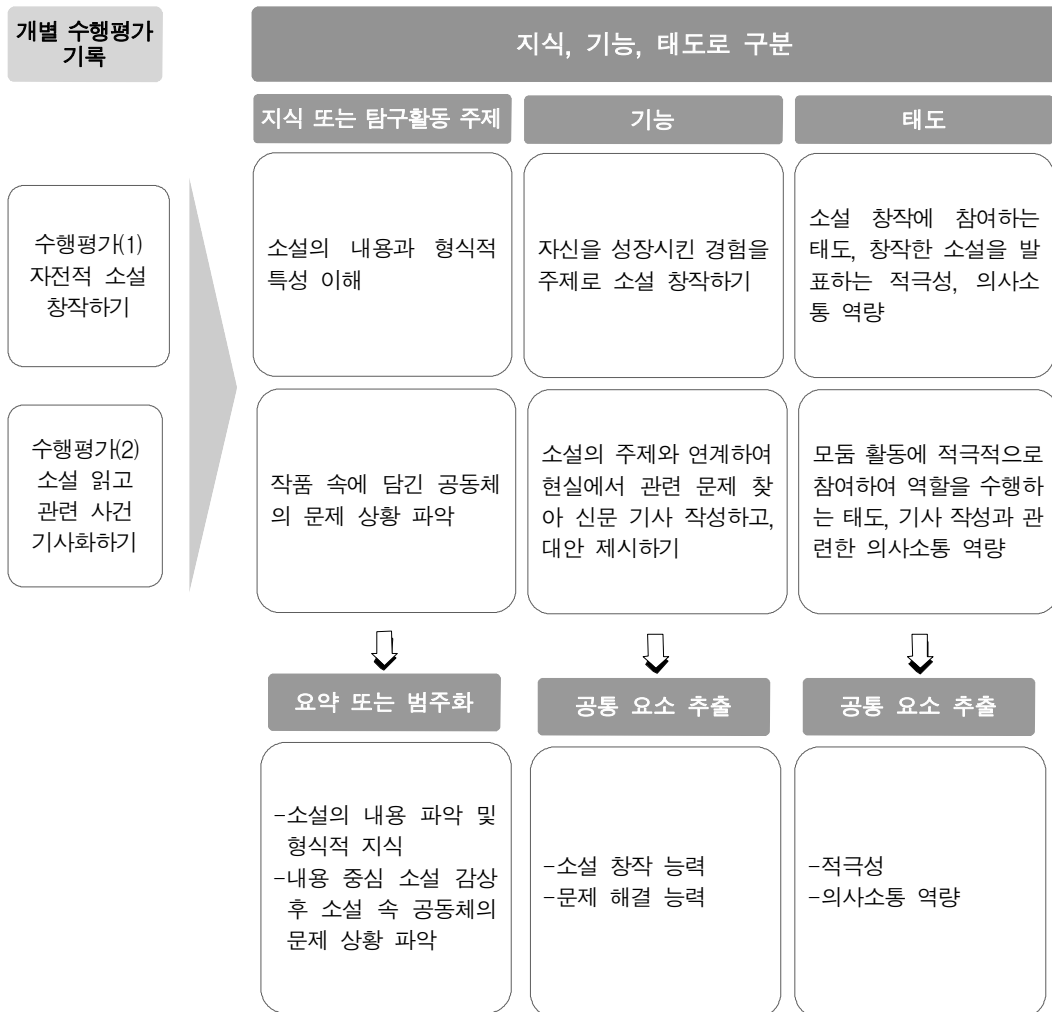 개별 수행평가
기록
지식, 기능, 태도로 구분
지식 또는 탐구활동 주제
기능
태도
수행평가(1)
자전적 소설
창작하기
소설의 내용과 형식적
특성 이해
자신을 성장시킨 경험을
주제로 소설 창작하기
소설 창작에 참여하는
태도, 창작한 소설을 발
표하는 적극성, 의사소
통 역량
수행평가(2)
소설 읽고
관련 사건
기사화하기
작품 속에 담긴 공동체
의 문제 상황 파악
소설의 주제와 연계하여
현실에서 관련 문제 찾
아 신문 기사 작성하고,
대안 제시하기
모둠 활동에 적극적으로
참여하여 역할을 수행하
는 태도, 기사 작성과 관
련한 의사소통 역량
요약 또는 범주화
공통 요소 추출
공통 요소 추출
-소설의 내용 파악 및
형식적 지식
-내용 중심 소설 감상
후 소설 속 공동체의
문제 상황 파악
-소설 창작 능력
-문제 해결 능력
-적극성
-의사소통 역량